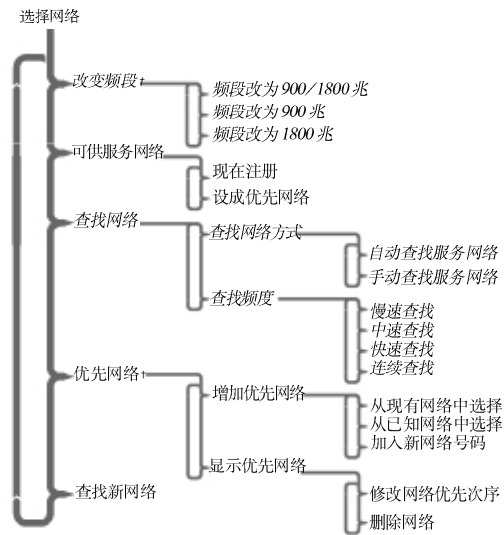 选择网络
改变频段†
频段改为900/1800兆
频段改为900兆
频段改为1800兆
可供服务网络
现在注册
设成优先网络
查找网络
查找网络方式
自动查找服务网络
手动查找服务网络
查找频度
慢速查找
中速查找
快速查找
连续查找
优先网络†
增加优先网络
从现有网络中选择
从已知网络中选择
加入新网络号码
显示优先网络
修改网络优先次序
删除网络
查找新网络